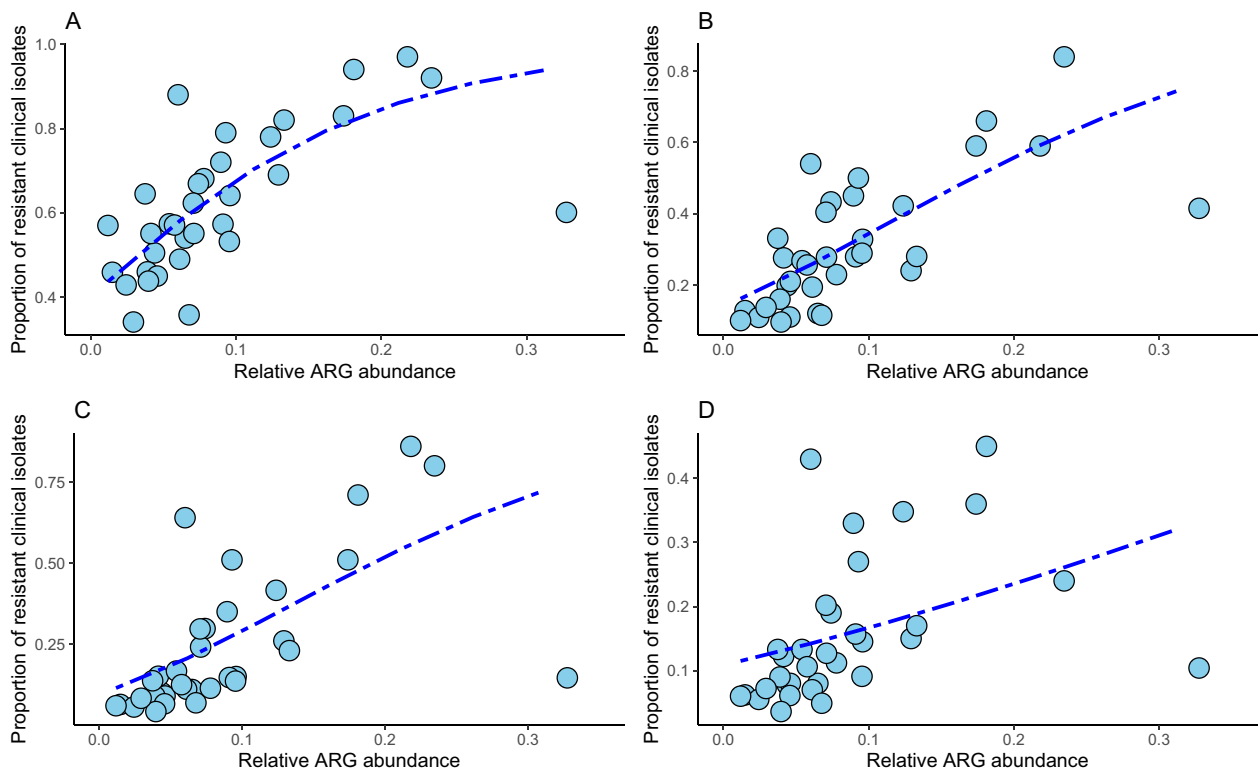 A
Proportion of resistant clinical isolates
1.0
0.8
0.6
0.4
0.0
0.1
0.2
0.3
Relative ARG abundance
B
Proportion of resistant clinical isolates
0.8
0.6
0.4
0.2
0.0
0.1
0.2
0.3
Relative ARG abundance
C
Proportion of resistant clinical isolates
0.75
0.50
0.25
0.0
0.1
0.2
0.3
Relative ARG abundance
D
Proportion of resistant clinical isolates
0.4
0.3
0.2
0.1
0.0
0.1
0.2
0.3
Relative ARG abundance